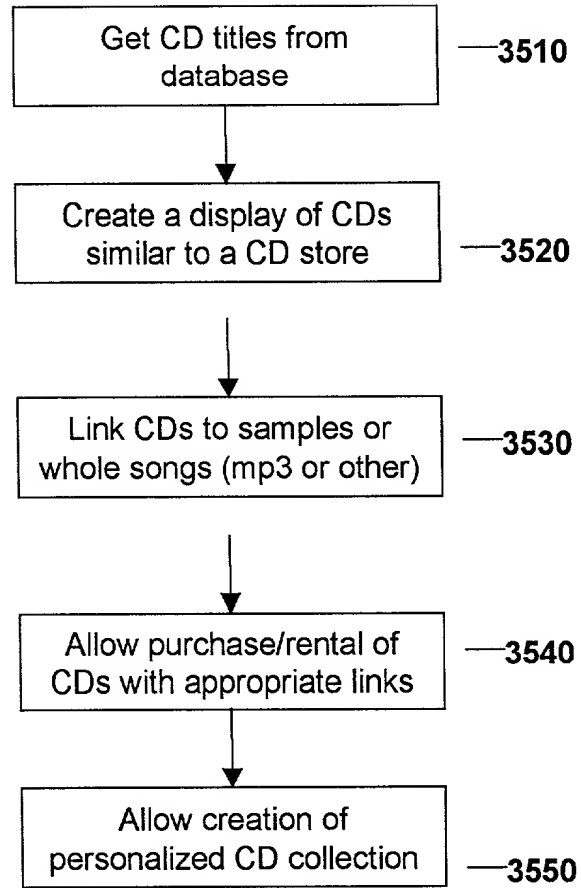 Get CD titles from
database
3510
Create a display of CDs
similar to a CD store
3520
Link CDs to samples or
whole songs (mp3 or other)
3530
Allow purchase/rental of
CDs with appropriate links
3540
Allow creation of
personalized CD collection
3550